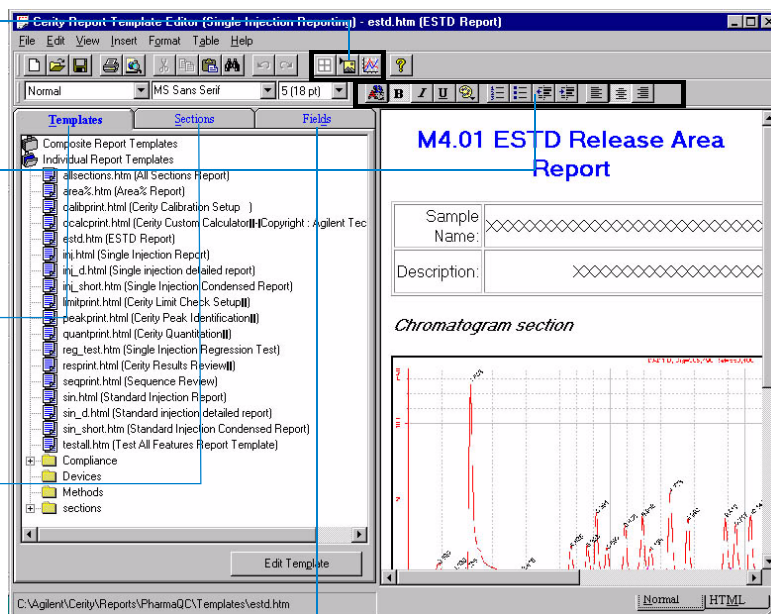 Cerity Report Template Editor (Single Injection Reporting) - estd.htm (ESTD Report)
File Edit View Insert Format Table Help
Normal MS Sans Serif 5 (18 pt) B I U
Templates Sections Fields
Composite Report Templates
Individual Report Templates
allsections.htm (All Sections Report)
area%.htm (Area% Report)
calibprint.html (Cerity Calibration Setup )
ccalcprint.html (Cerity Custom Calculator Copyright : Agilent Tec
estd.htm (ESTD Report)
inj.html (Single Injection Report)
inj_d.html (Single injection detailed report)
inj_short.htm (Single Injection Condensed Report)
limitprint.html (Cerity Limit Check Setup)
peakprint.html (Cerity Peak Identification)
quantprint.html (Cerity Quantitation)
reg_test.htm (Single Injection Regression Test)
resprint.html (Cerity Results Review)
seqprint.html (Sequence Review)
sin.html (Standard Injection Report)
sin_d.html (Standard injection detailed report)
sin_short.htm (Standard Injection Condensed Report)
testall.htm (Test All Features Report Template)
Compliance
Devices
Methods
sections
Edit Template
C:\Agilent\Cerity\Reports\PharmaQC\Templates\estd.htm
M4.01 ESTD Release Area
Report
Sample
Name: XXXXXXXXXXXXXXXXXXXXXXX
Description: XXXXXXXXXXXXXXXX
Chromatogram section
Normal HTML